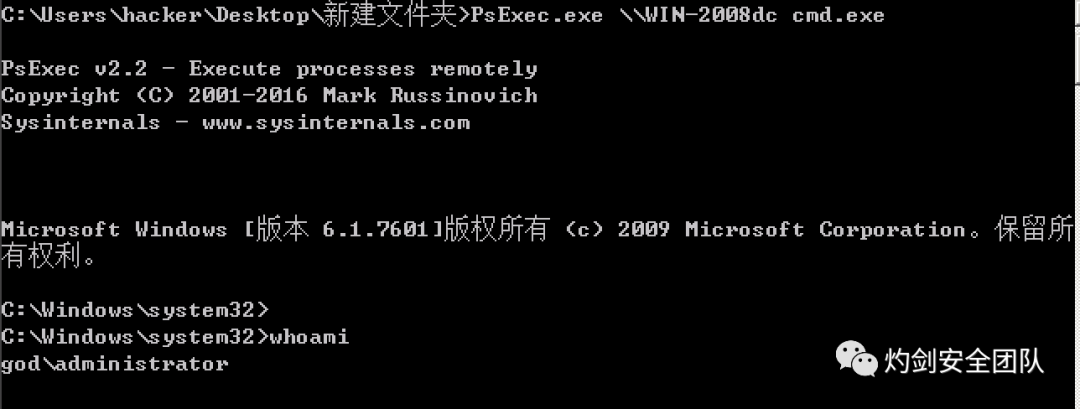 C:\Users\hacker\Desktop\新建文件夹>PsExec.exe \\WIN-2008dc cmd.exe
PsExec v2.2 - Execute processes remotely
Copyright (C) 2001-2016 Mark Russinovich
Sysinternals - www.sysinternals.com
Microsoft Windows [版本 6.1.7601]版权所有 (c) 2009 Microsoft Corporation。保留所
有权利。
C:\Windows\system32>
C:\Windows\system32>whoami
god\administrator
灼剑安全团队